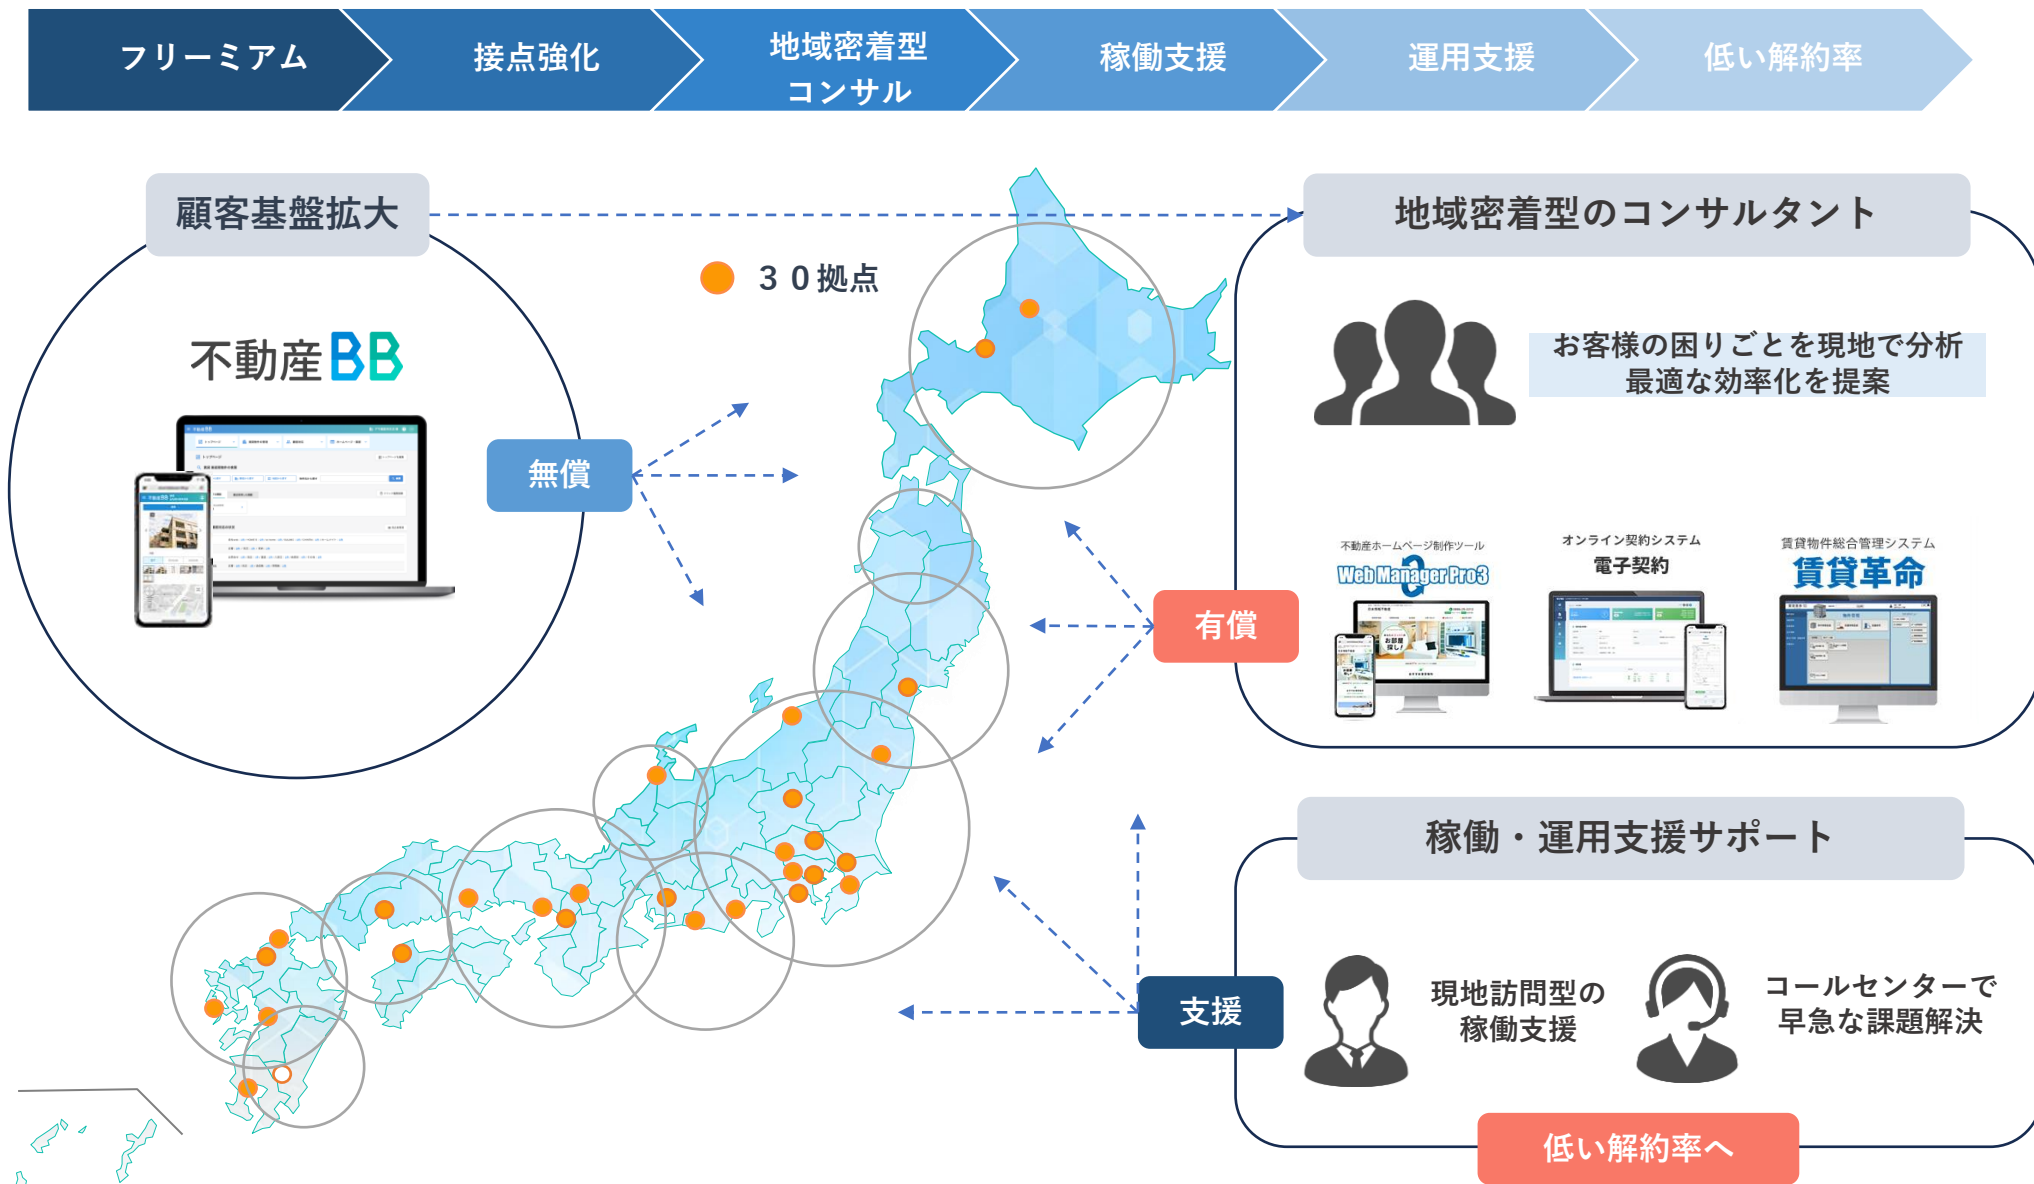 フリーミアム
接点強化
地域密着型
コンサル
稼働支援
運用支援
低い解約率
顧客基盤拡大
３０拠点
不動産BB
無償
地域密着型のコンサルタント
お客様の困りごとを現地で分析
最適な効率化を提案
不動産ホームページ制作ツール
Web Manager Pro3
オンライン契約システム
電子契約
賃貸物件総合管理システム
賃貸革命
有償
お部屋
探し!
稼働・運用支援サポート
支援
現地訪問型の
稼働支援
コールセンターで
早急な課題解決
低い解約率へ